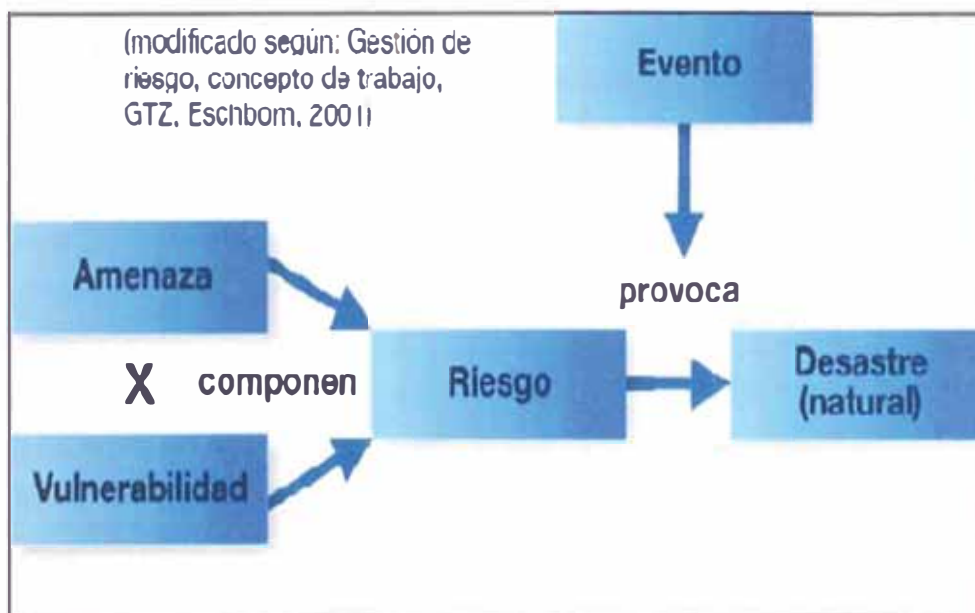 (modificado según: Gestión de
riesgo, concepto de trabajo,
GTZ, Eschborn, 2001)
Evento
Amenaza
provoca
X componen
Riesgo
Desastre
(natural)
Vulnerabilidad